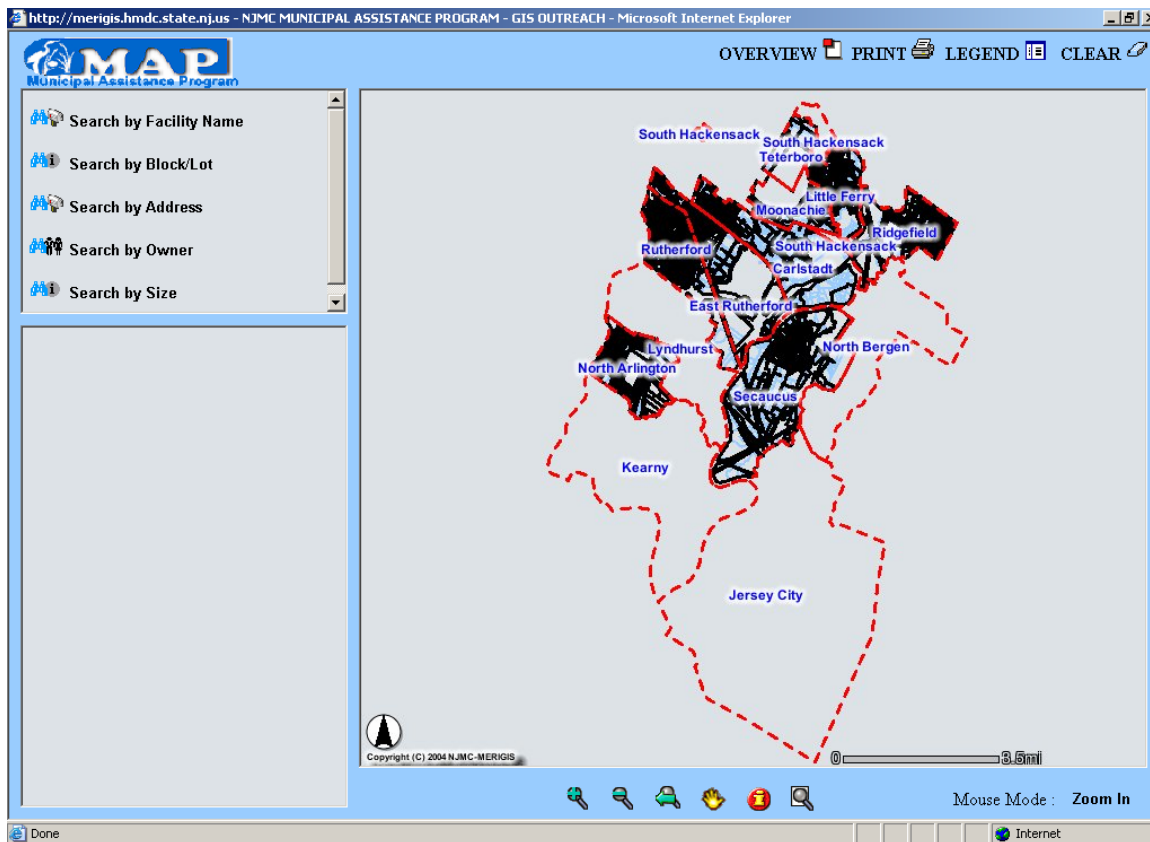 http://merigis.hmdc.state.nj.us - NJMC MUNICIPAL ASSISTANCE PROGRAM - GIS OUTREACH - Microsoft Internet Explorer
MAP
Municipal Assistance Program
OVERVIEW PRINT LEGEND CLEAR
Search by Facility Name
Search by Block/Lot
Search by Address
Search by Owner
Search by Size
South Hackensack
South Hackensack
Teterboro
Little Ferry
Moonachie
Ridgefield
Rutherford
South Hackensack
Carlstadt
East Rutherford
Lyndhurst
North Bergen
North Arlington
Secaucus
Kearny
Jersey City
Copyright (C) 2004 NJMC-MERIGIS
0 3.5mi
Mouse Mode : Zoom In
Done
Internet